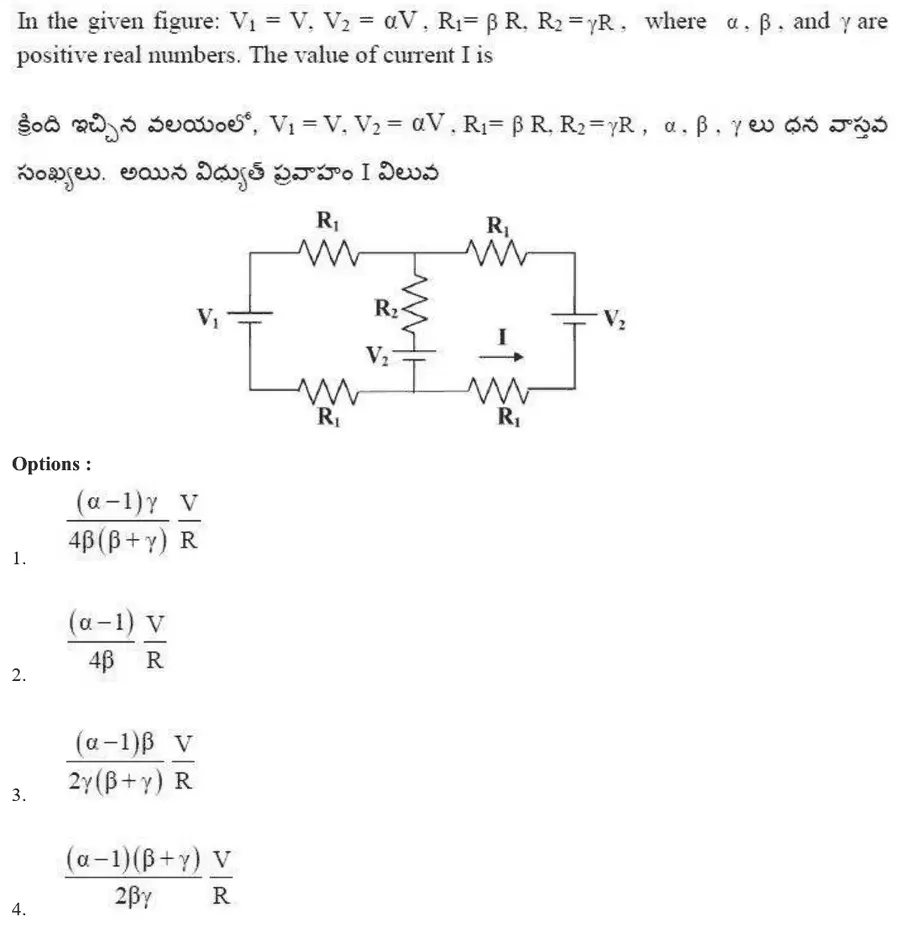 In the given figure: V₁ = V, V₂ = αV , R₁= β R, R₂ =γR , where α , β , and γ are
positive real numbers. The value of current I is
క్రింది ఇచ్చిన వలయంలో, V₁ = V, V₂ = αV , R₁= β R, R₂=γR , α , β , γ లు ధన వాస్తవ
సంఖ్యలు. అయిన విద్యుత్ ప్రవాహం I విలువ
R₁
R₁
V₁
R₂
V₂
I
V₂
R₁
R₁
Options :
1. (α−1)γ / 4β(β+γ) V/R
2. (α−1) / 4β V/R
3. (α−1)β / 2γ(β+γ) V/R
4. (α−1)(β+γ) / 2βγ V/R